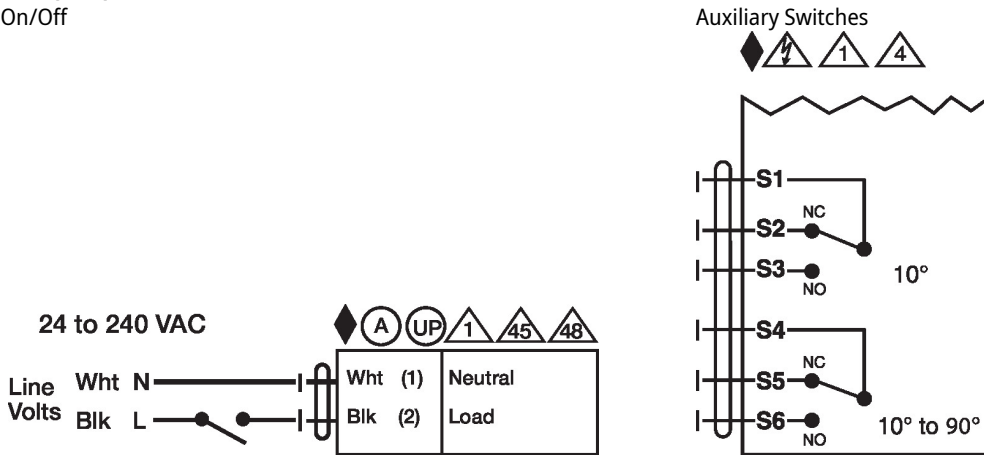 On/Off
24 to 240 VAC
A UP 1 45 48
Line Volts
Wht N Wht (1) Neutral
Blk L Blk (2) Load
Auxiliary Switches
1 4
S1
NC
S2
S3
NO
10°
S4
NC
S5
S6
NO
10° to 90°